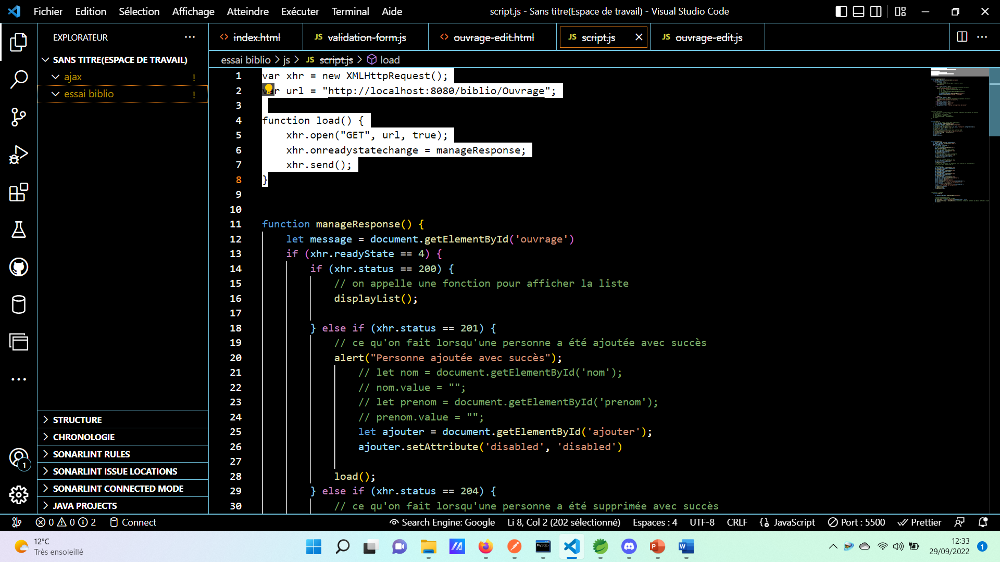 Fichier Edition Sélection Affichage Atteindre Exécuter Terminal Aide script.js - Sans titre(Espace de travail) - Visual Studio Code
EXPLORATEUR
index.html JS validation-form.js ouvrage-edit.html JS script.js JS ouvrage-edit.js
SANS TITRE(ESPACE DE TRAVAIL)
ajax !
essai biblio !
STRUCTURE
CHRONOLOGIE
SONARLINT RULES
SONARLINT ISSUE LOCATIONS
SONARLINT CONNECTED MODE
JAVA PROJECTS
essai biblio > js > JS script.js > load
1 var xhr = new XMLHttpRequest();
2 var url = "http://localhost:8080/biblio/Ouvrage";
3
4 function load() {
5 xhr.open("GET", url, true);
6 xhr.onreadystatechange = manageResponse;
7 xhr.send();
8 }
9
10
11 function manageResponse() {
12 let message = document.getElementById('ouvrage')
13 if (xhr.readyState == 4) {
14 if (xhr.status == 200) {
15 // on appelle une fonction pour afficher la liste
16 displayList();
17
18 } else if (xhr.status == 201) {
19 // ce qu'on fait lorsqu'une personne a été ajoutée avec succès
20 alert("Personne ajoutée avec succès");
21 // let nom = document.getElementById('nom');
22 // nom.value = "";
23 // let prenom = document.getElementById('prenom');
24 // prenom.value = "";
25 let ajouter = document.getElementById('ajouter');
26 ajouter.setAttribute('disabled', 'disabled')
27
28 load();
29 } else if (xhr.status == 204) {
30 // ce qu'on fait lorsqu'une personne a été supprimée avec succès
1
0 0 2 Connect Search Engine: Google Li 8, Col 2 (202 sélectionné) Espaces : 4 UTF-8 CRLF JavaScript Port : 5500 Prettier
12°C
Très ensoleillé
MySQL
12:33
29/09/2022
1